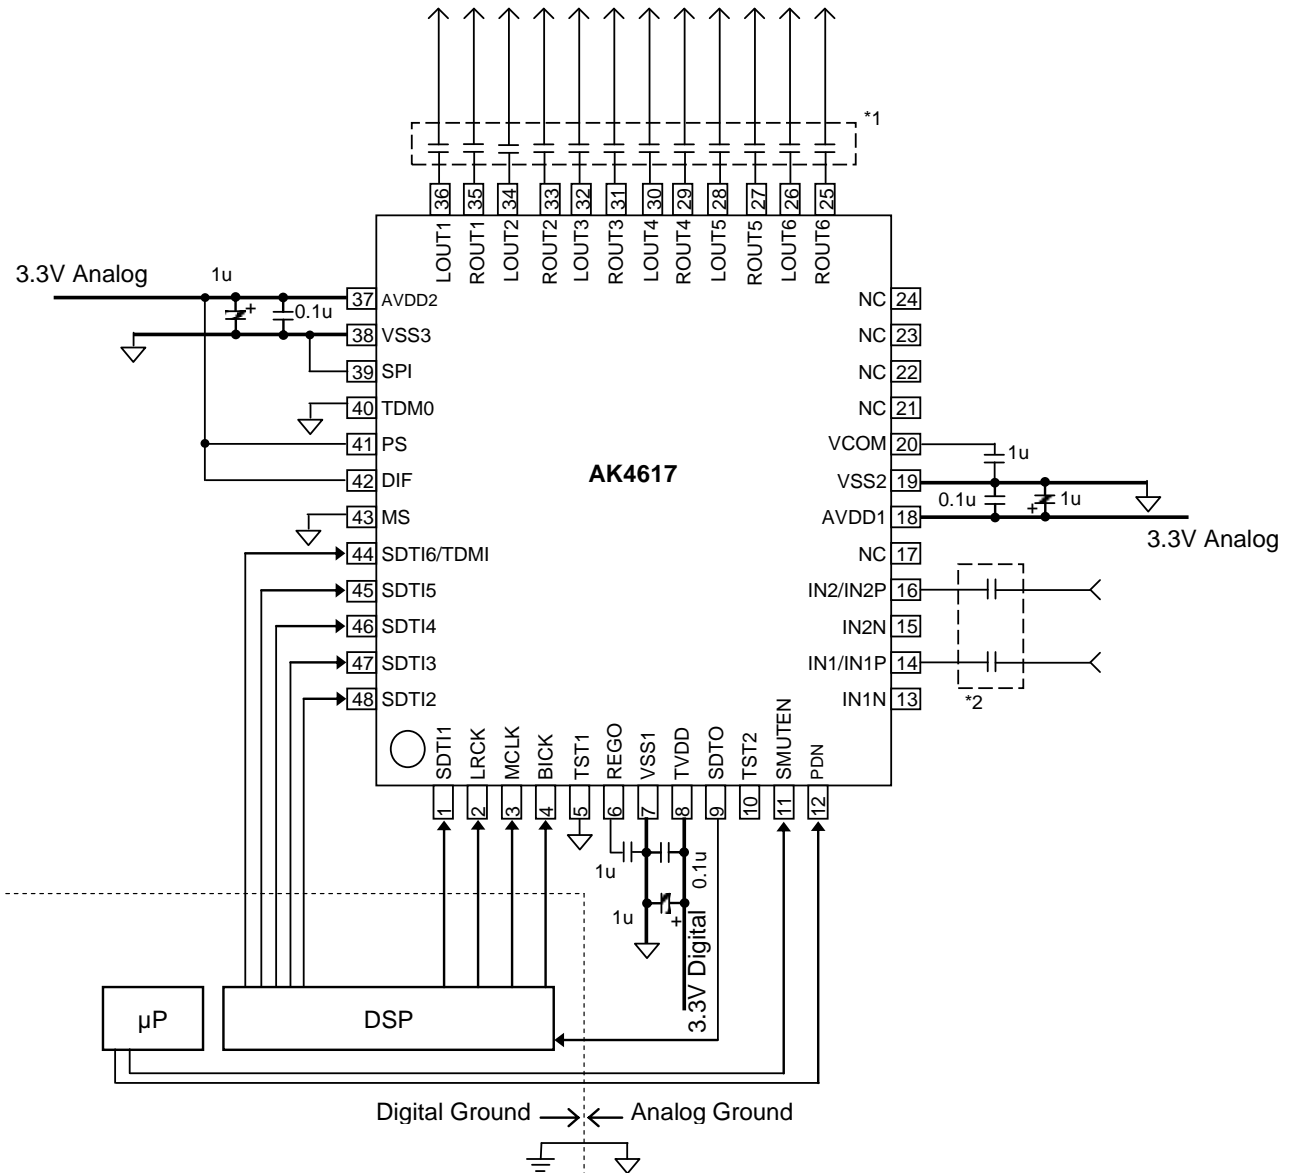 *1
36
35
34
33
32
31
30
29
28
27
26
25
LOUT1
ROUT1
LOUT2
ROUT2
LOUT3
ROUT3
LOUT4
ROUT4
LOUT5
ROUT5
LOUT6
ROUT6
3.3V Analog
1u
+
0.1u
37 AVDD2
38 VSS3
39 SPI
40 TDM0
41 PS
42 DIF
43 MS
44 SDTI6/TDMI
45 SDTI5
46 SDTI4
47 SDTI3
48 SDTI2
AK4617
NC 24
NC 23
NC 22
NC 21
VCOM 20
VSS2 19
AVDD1 18
NC 17
IN2/IN2P 16
IN2N 15
IN1/IN1P 14
IN1N 13
1u
0.1u
+
1u
3.3V Analog
*2
SDTI1
LRCK
MCLK
BICK
TST1
REGO
VSS1
TVDD
SDTO
TST2
SMUTEN
PDN
1
2
3
4
5
6
7
8
9
10
11
12
1u
0.1u
1u
+
3.3V Digital
µP
DSP
Digital Ground
Analog Ground